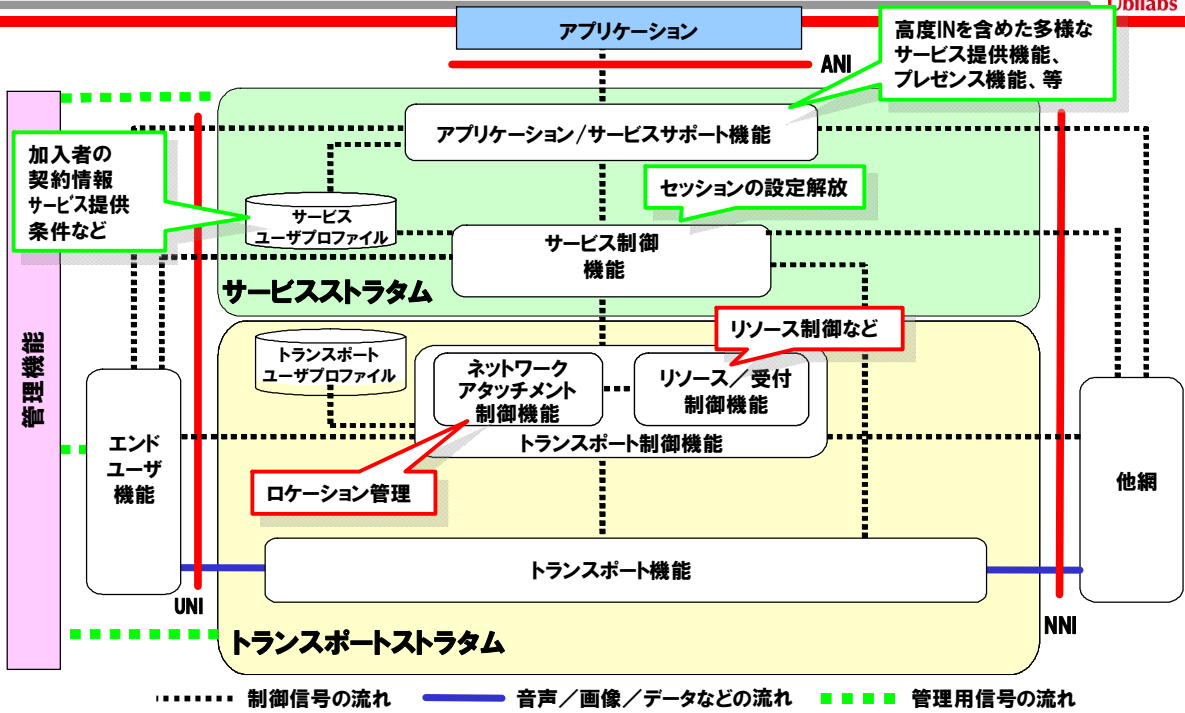 Ubilabs
アプリケーション
ANI
高度INを含めた多様な
サービス提供機能、
プレゼンス機能、等
アプリケーション/サービスサポート機能
加入者の
契約情報
サービス提供
条件など
セッションの設定解放
サービス
ユーザプロファイル
サービス制御
機能
サービスストラタム
管理機能
リソース制御など
トランスポート
ユーザプロファイル
ネットワーク
アタッチメント
制御機能
リソース／受付
制御機能
トランスポート制御機能
エンド
ユーザ
機能
ロケーション管理
他網
トランスポート機能
UNI
NNI
トランスポートストラタム
制御信号の流れ
音声／画像／データなどの流れ
管理用信号の流れ